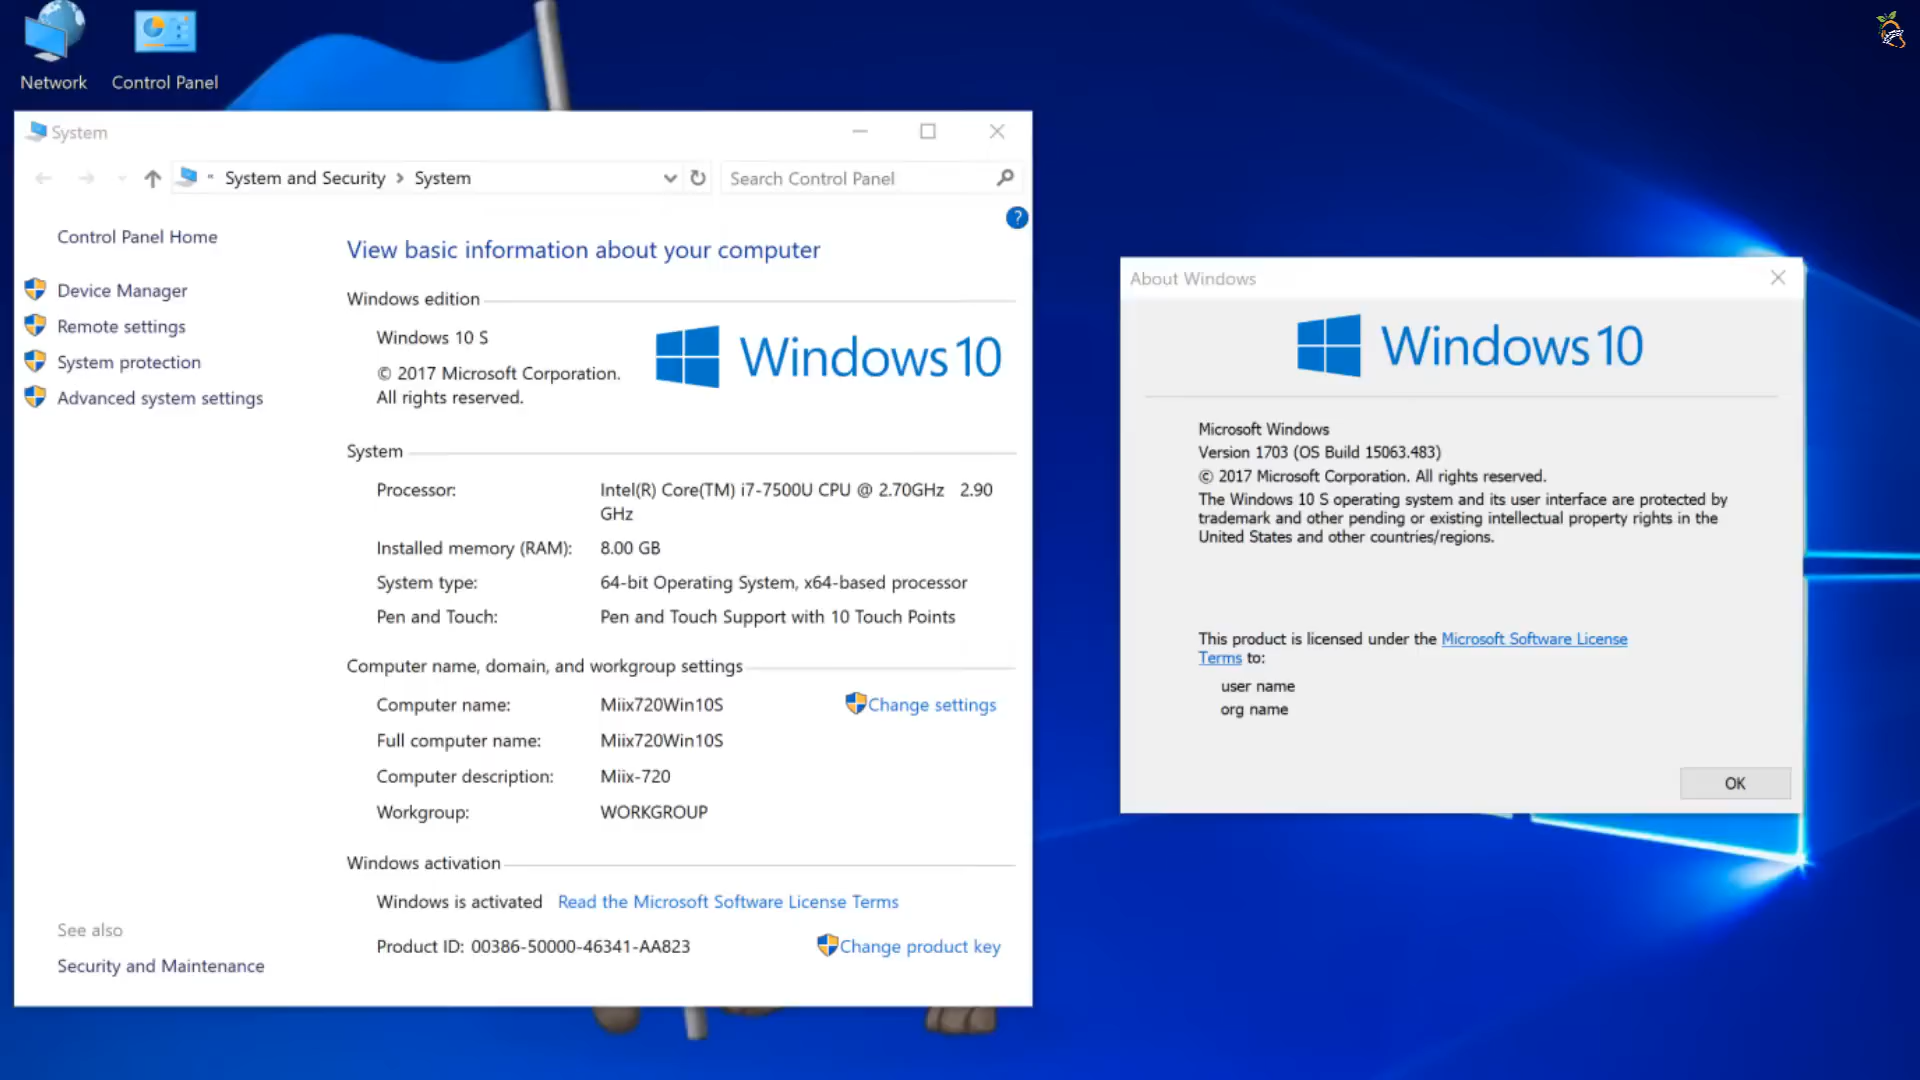 Network
Control Panel
System
System and Security > System
Search Control Panel
?
Control Panel Home
Device Manager
Remote settings
System protection
Advanced system settings
See also
Security and Maintenance
View basic information about your computer
Windows edition
Windows 10 S
© 2017 Microsoft Corporation.
All rights reserved.
Windows 10
System
Processor: Intel(R) Core(TM) i7-7500U CPU @ 2.70GHz 2.90
GHz
Installed memory (RAM): 8.00 GB
System type: 64-bit Operating System, x64-based processor
Pen and Touch: Pen and Touch Support with 10 Touch Points
Computer name, domain, and workgroup settings
Computer name: Miix720Win10S Change settings
Full computer name: Miix720Win10S
Computer description: Miix-720
Workgroup: WORKGROUP
Windows activation
Windows is activated Read the Microsoft Software License Terms
Product ID: 00386-50000-46341-AA823 Change product key
About Windows
Windows 10
Microsoft Windows
Version 1703 (OS Build 15063.483)
© 2017 Microsoft Corporation. All rights reserved.
The Windows 10 S operating system and its user interface are protected by
trademark and other pending or existing intellectual property rights in the
United States and other countries/regions.
This product is licensed under the Microsoft Software License
Terms to:
user name
org name
OK